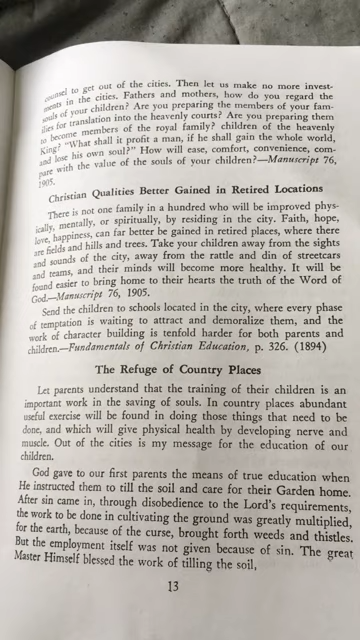 counsel to get out of the cities. Then let us make no more invest-
ments in the cities. Fathers and mothers, how do you regard the
souls of your children? Are you preparing the members of your fam-
ilies for translation into the heavenly courts? Are you preparing them
to become members of the royal family? children of the heavenly
King? "What shall it profit a man, if he shall gain the whole world,
and lose his own soul?" How will ease, comfort, convenience, com-
pare with the value of the souls of your children?—Manuscript 76,
1905.
Christian Qualities Better Gained in Retired Locations
There is not one family in a hundred who will be improved phys-
ically, mentally, or spiritually, by residing in the city. Faith, hope,
love, happiness, can far better be gained in retired places, where there
are fields and hills and trees. Take your children away from the sights
and sounds of the city, away from the rattle and din of streetcars
and teams, and their minds will become more healthy. It will be
found easier to bring home to their hearts the truth of the Word of
God.—Manuscript 76, 1905.
Send the children to schools located in the city, where every phase
of temptation is waiting to attract and demoralize them, and the
work of character building is tenfold harder for both parents and
children.—Fundamentals of Christian Education, p. 326. (1894)
The Refuge of Country Places
Let parents understand that the training of their children is an
important work in the saving of souls. In country places abundant
useful exercise will be found in doing those things that need to be
done, and which will give physical health by developing nerve and
muscle. Out of the cities is my message for the education of our
children.
God gave to our first parents the means of true education when
He instructed them to till the soil and care for their Garden home.
After sin came in, through disobedience to the Lord's requirements,
the work to be done in cultivating the ground was greatly multiplied,
for the earth, because of the curse, brought forth weeds and thistles.
But the employment itself was not given because of sin. The great
Master Himself blessed the work of tilling the soil,
13